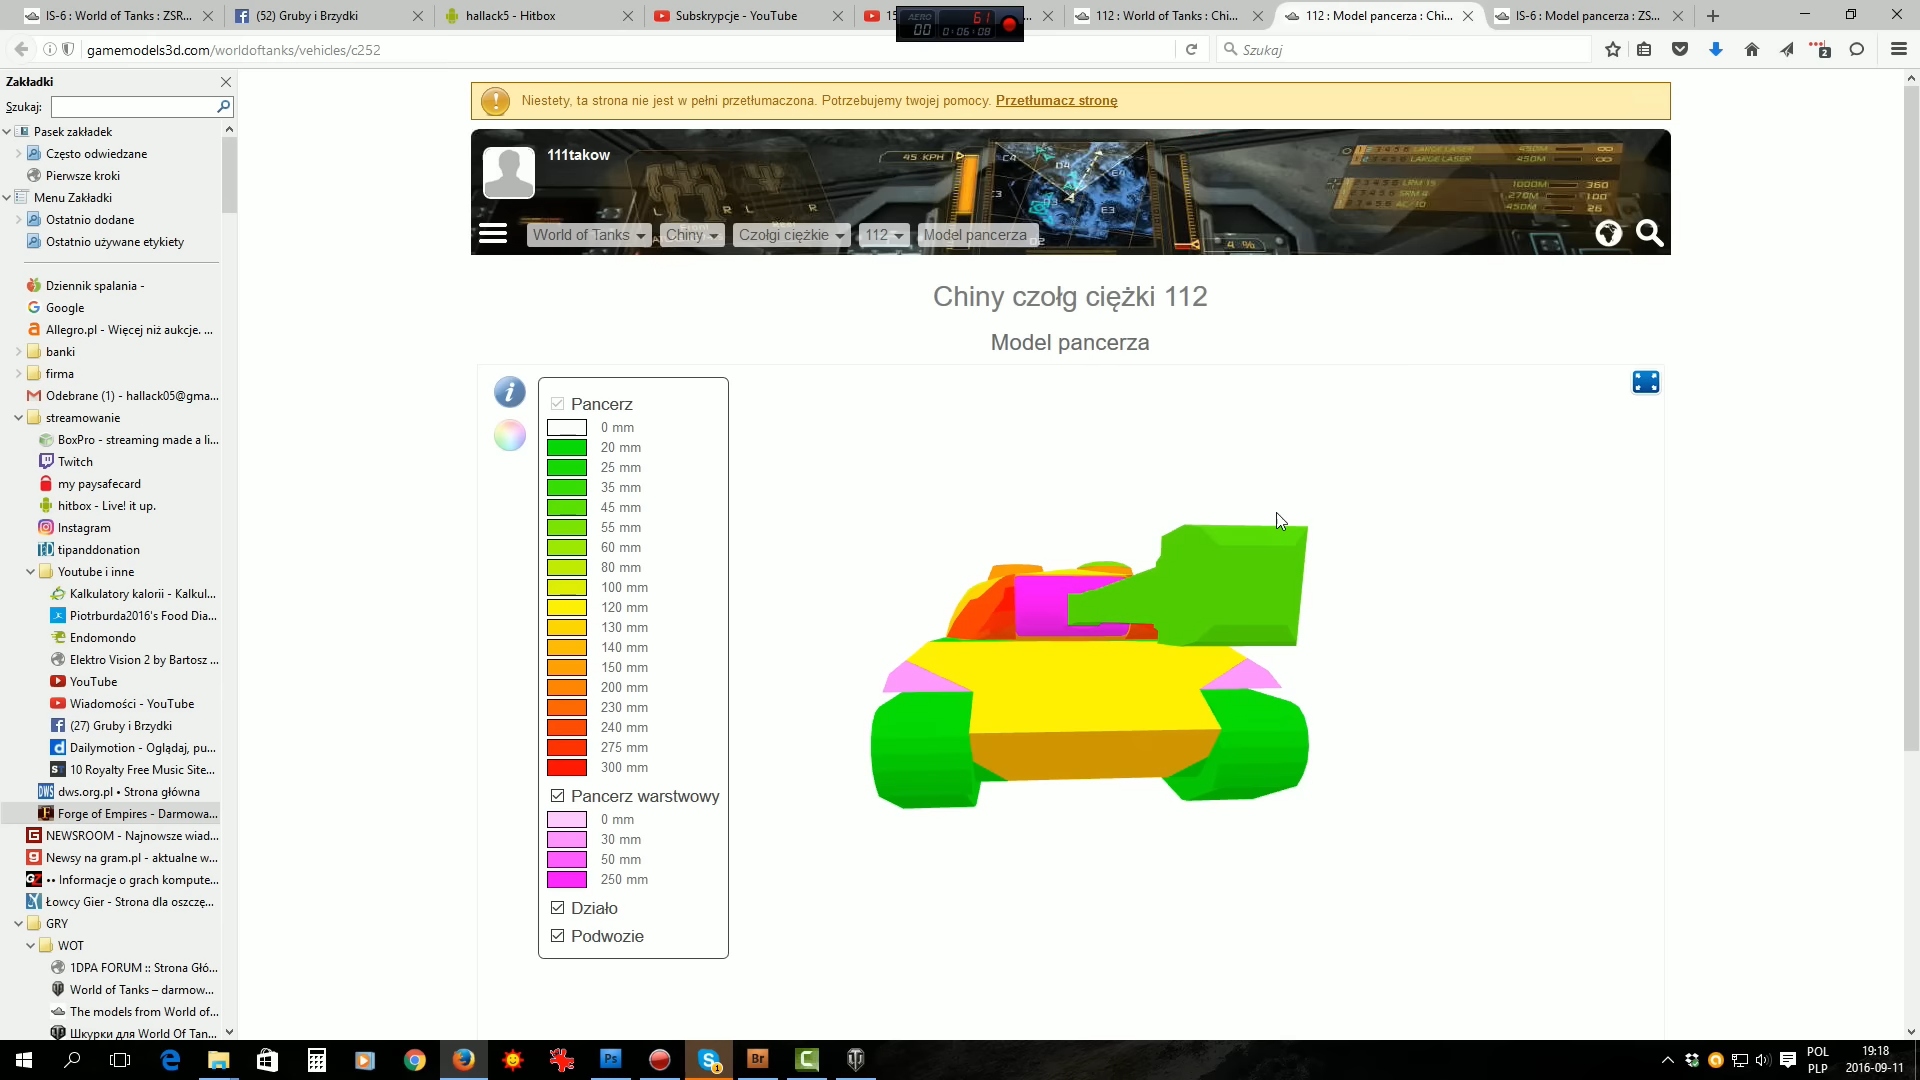 IS-6 : World of Tanks : ZSR...
(52) Gruby i Brzydki
hallack5 - Hitbox
Subskrypcje - YouTube
112 : World of Tanks : Chi...
112 : Model pancerza : Chi...
IS-6 : Model pancerza : ZS...
AERO
00
61
0:06:08
gamemodels3d.com/worldoftanks/vehicles/c252
Szukaj
2
Zakładki
Szukaj:
Pasek zakładek
Często odwiedzane
Pierwsze kroki
Menu Zakładki
Ostatnio dodane
Ostatnio używane etykiety
Dziennik spalania -
Google
Allegro.pl - Więcej niż aukcje. ...
banki
firma
Odebrane (1) - hallack05@gma...
streamowanie
BoxPro - streaming made a li...
Twitch
my paysafecard
hitbox - Live! it up.
Instagram
tipanddonation
Youtube i inne
Kalkulatory kalorii - Kalkul...
Piotrburda2016's Food Dia...
Endomondo
Elektro Vision 2 by Bartosz ...
YouTube
Wiadomości - YouTube
(27) Gruby i Brzydki
Dailymotion - Oglądaj, pu...
10 Royalty Free Music Site...
dws.org.pl • Strona główna
Forge of Empires - Darmowa...
NEWSROOM - Najnowsze wiad...
Newsy na gram.pl - aktualne w...
•• Informacje o grach kompute...
Łowcy Gier - Strona dla oszczę...
GRY
WOT
1DPA FORUM :: Strona Głó...
World of Tanks – darmow...
The models from World of...
Шкурки для World Of Tan...
Niestety, ta strona nie jest w pełni przetłumaczona. Potrzebujemy twojej pomocy. Przetłumacz stronę
111takow
45 KPH
World of Tanks
Chiny
Czołgi ciężkie
112
Model pancerza
Chiny czołg ciężki 112
Model pancerza
Pancerz
0 mm
20 mm
25 mm
35 mm
45 mm
55 mm
60 mm
80 mm
100 mm
120 mm
130 mm
140 mm
150 mm
200 mm
230 mm
240 mm
275 mm
300 mm
Pancerz warstwowy
0 mm
30 mm
50 mm
250 mm
Działo
Podwozie
POL
PLP
19:18
2016-09-11